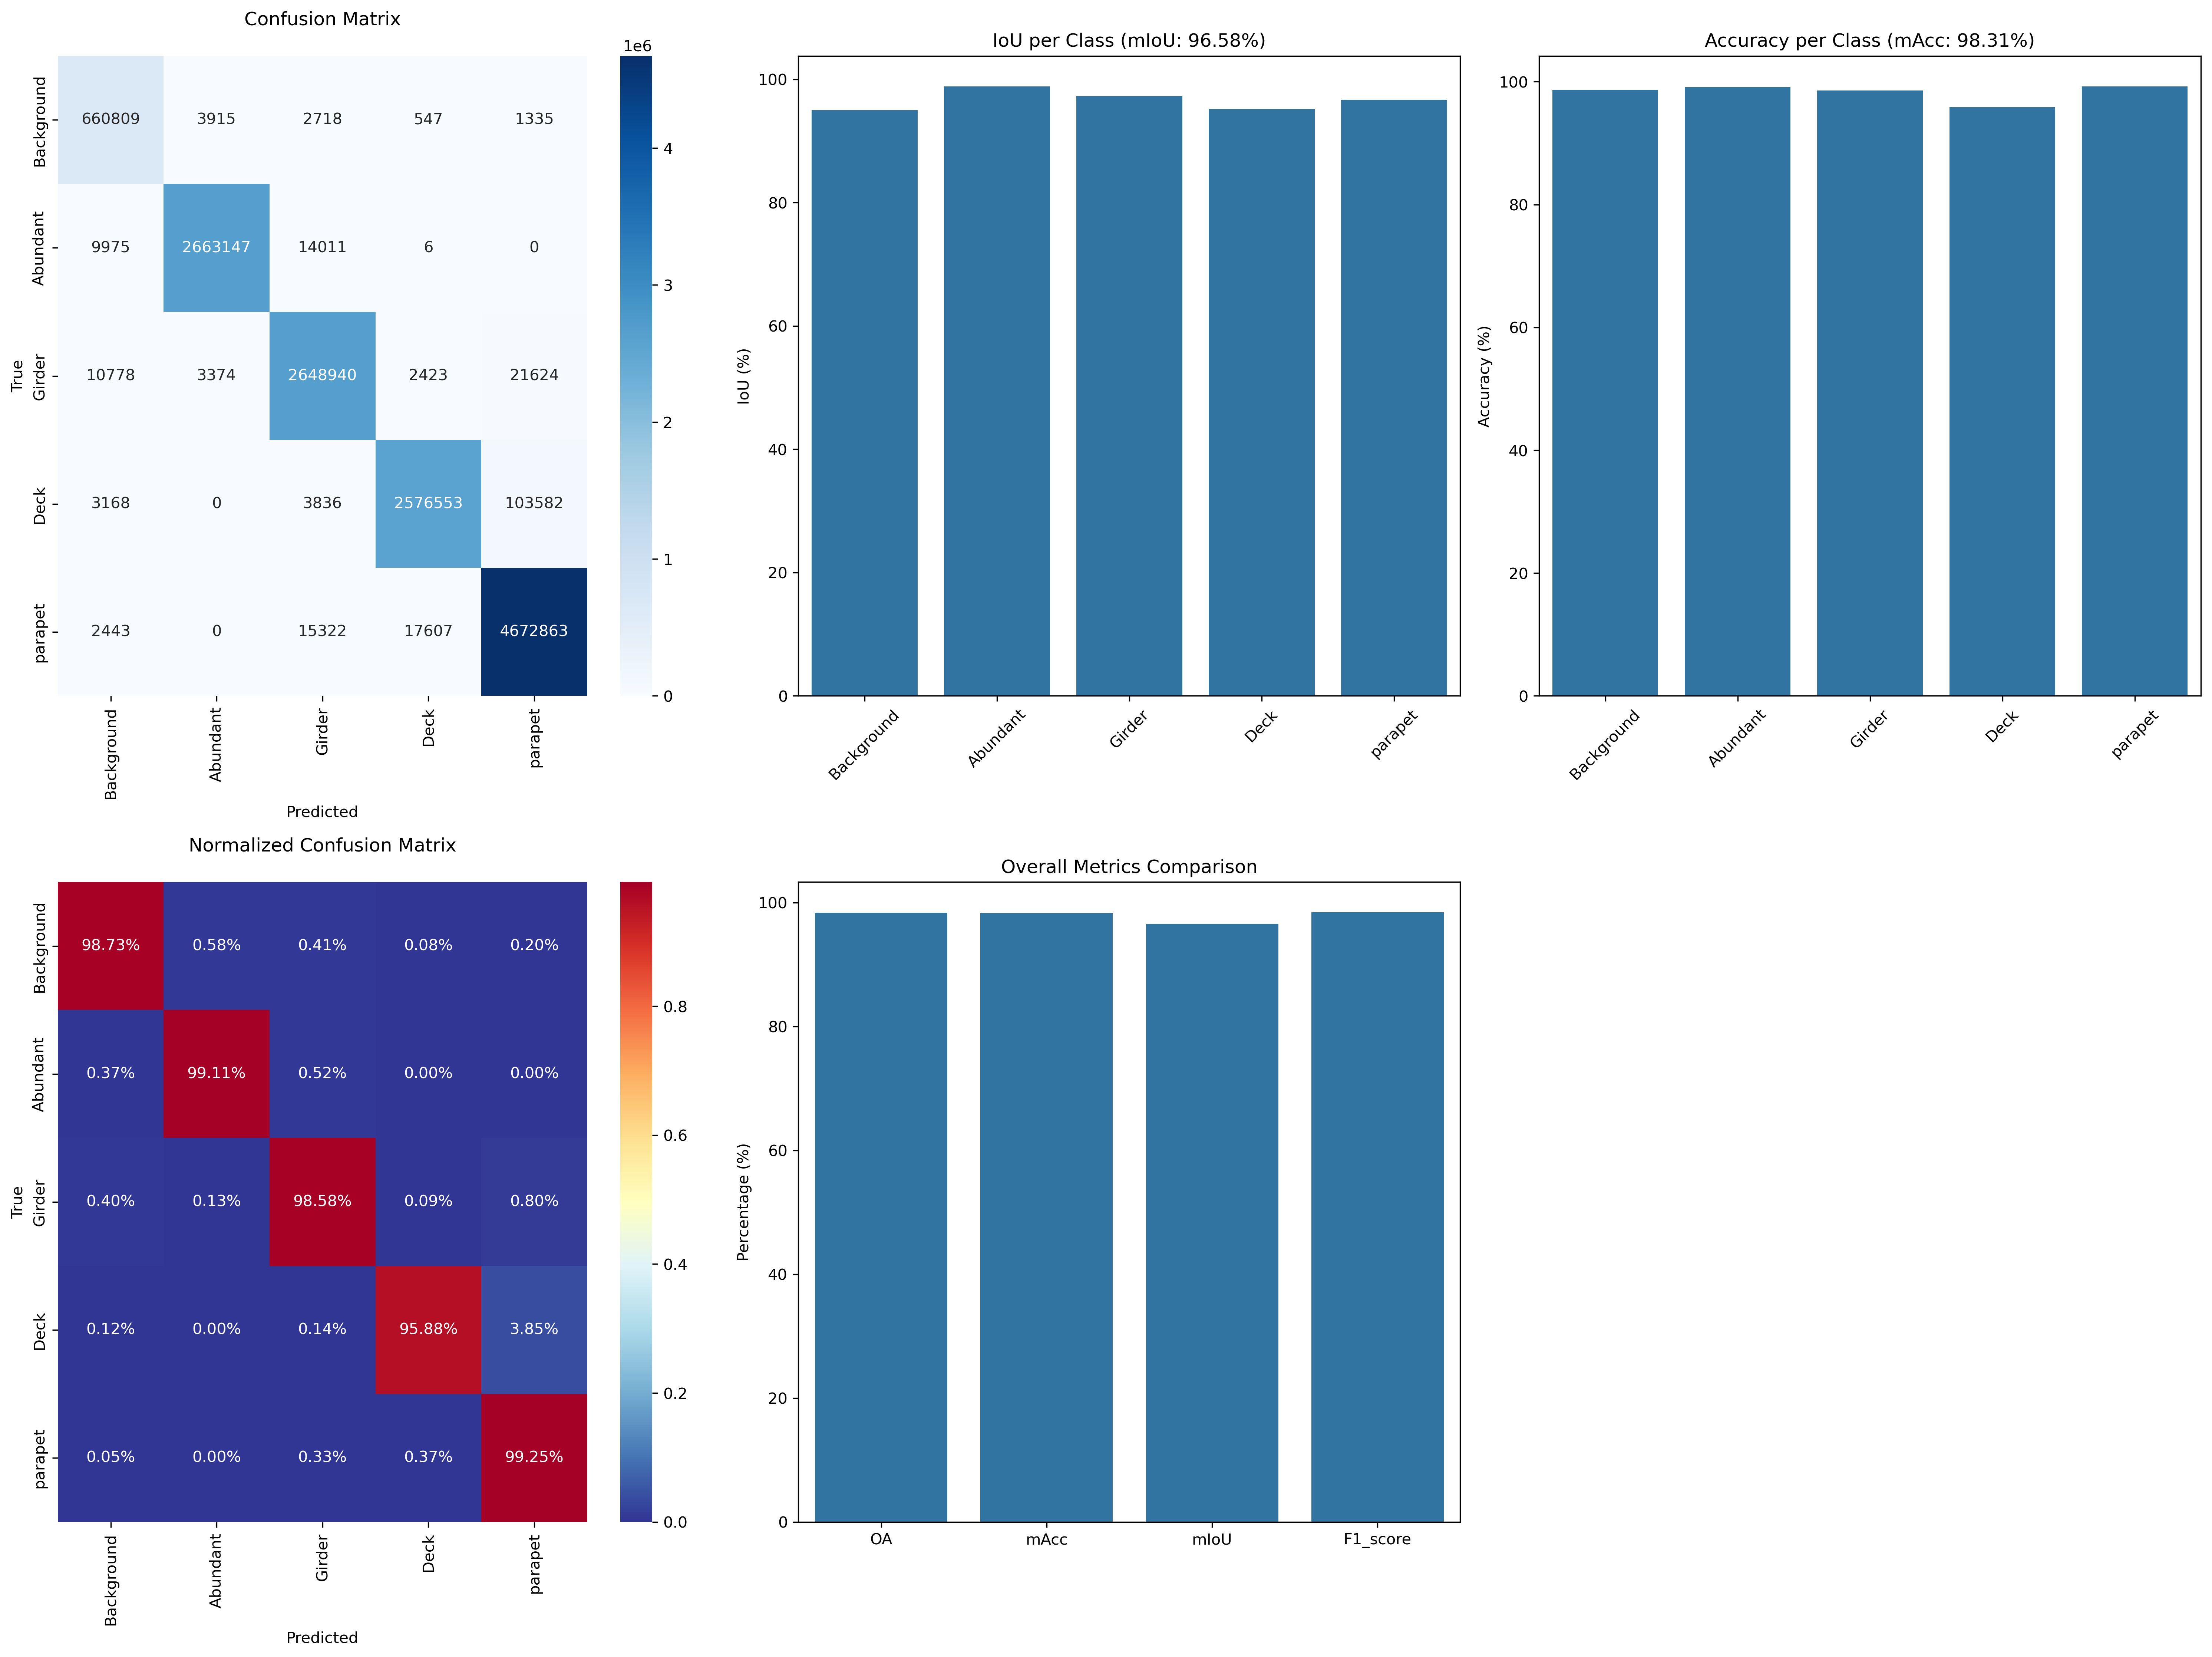 Confusion Matrix
1e6
Background 660809 3915 2718 547 1335
Abundant 9975 2663147 14011 6 0
Girder 10778 3374 2648940 2423 21624
Deck 3168 0 3836 2576553 103582
parapet 2443 0 15322 17607 4672863
True
Background Abundant Girder Deck parapet
Predicted
4
3
2
1
0
IoU per Class (mIoU: 96.58%)
IoU (%)
100
80
60
40
20
0
Background Abundant Girder Deck parapet
Accuracy per Class (mAcc: 98.31%)
Accuracy (%)
100
80
60
40
20
0
Background Abundant Girder Deck parapet
Normalized Confusion Matrix
Background 98.73% 0.58% 0.41% 0.08% 0.20%
Abundant 0.37% 99.11% 0.52% 0.00% 0.00%
Girder 0.40% 0.13% 98.58% 0.09% 0.80%
Deck 0.12% 0.00% 0.14% 95.88% 3.85%
parapet 0.05% 0.00% 0.33% 0.37% 99.25%
True
Background Abundant Girder Deck parapet
Predicted
0.8
0.6
0.4
0.2
0.0
Overall Metrics Comparison
Percentage (%)
100
80
60
40
20
0
OA mAcc mIoU F1_score